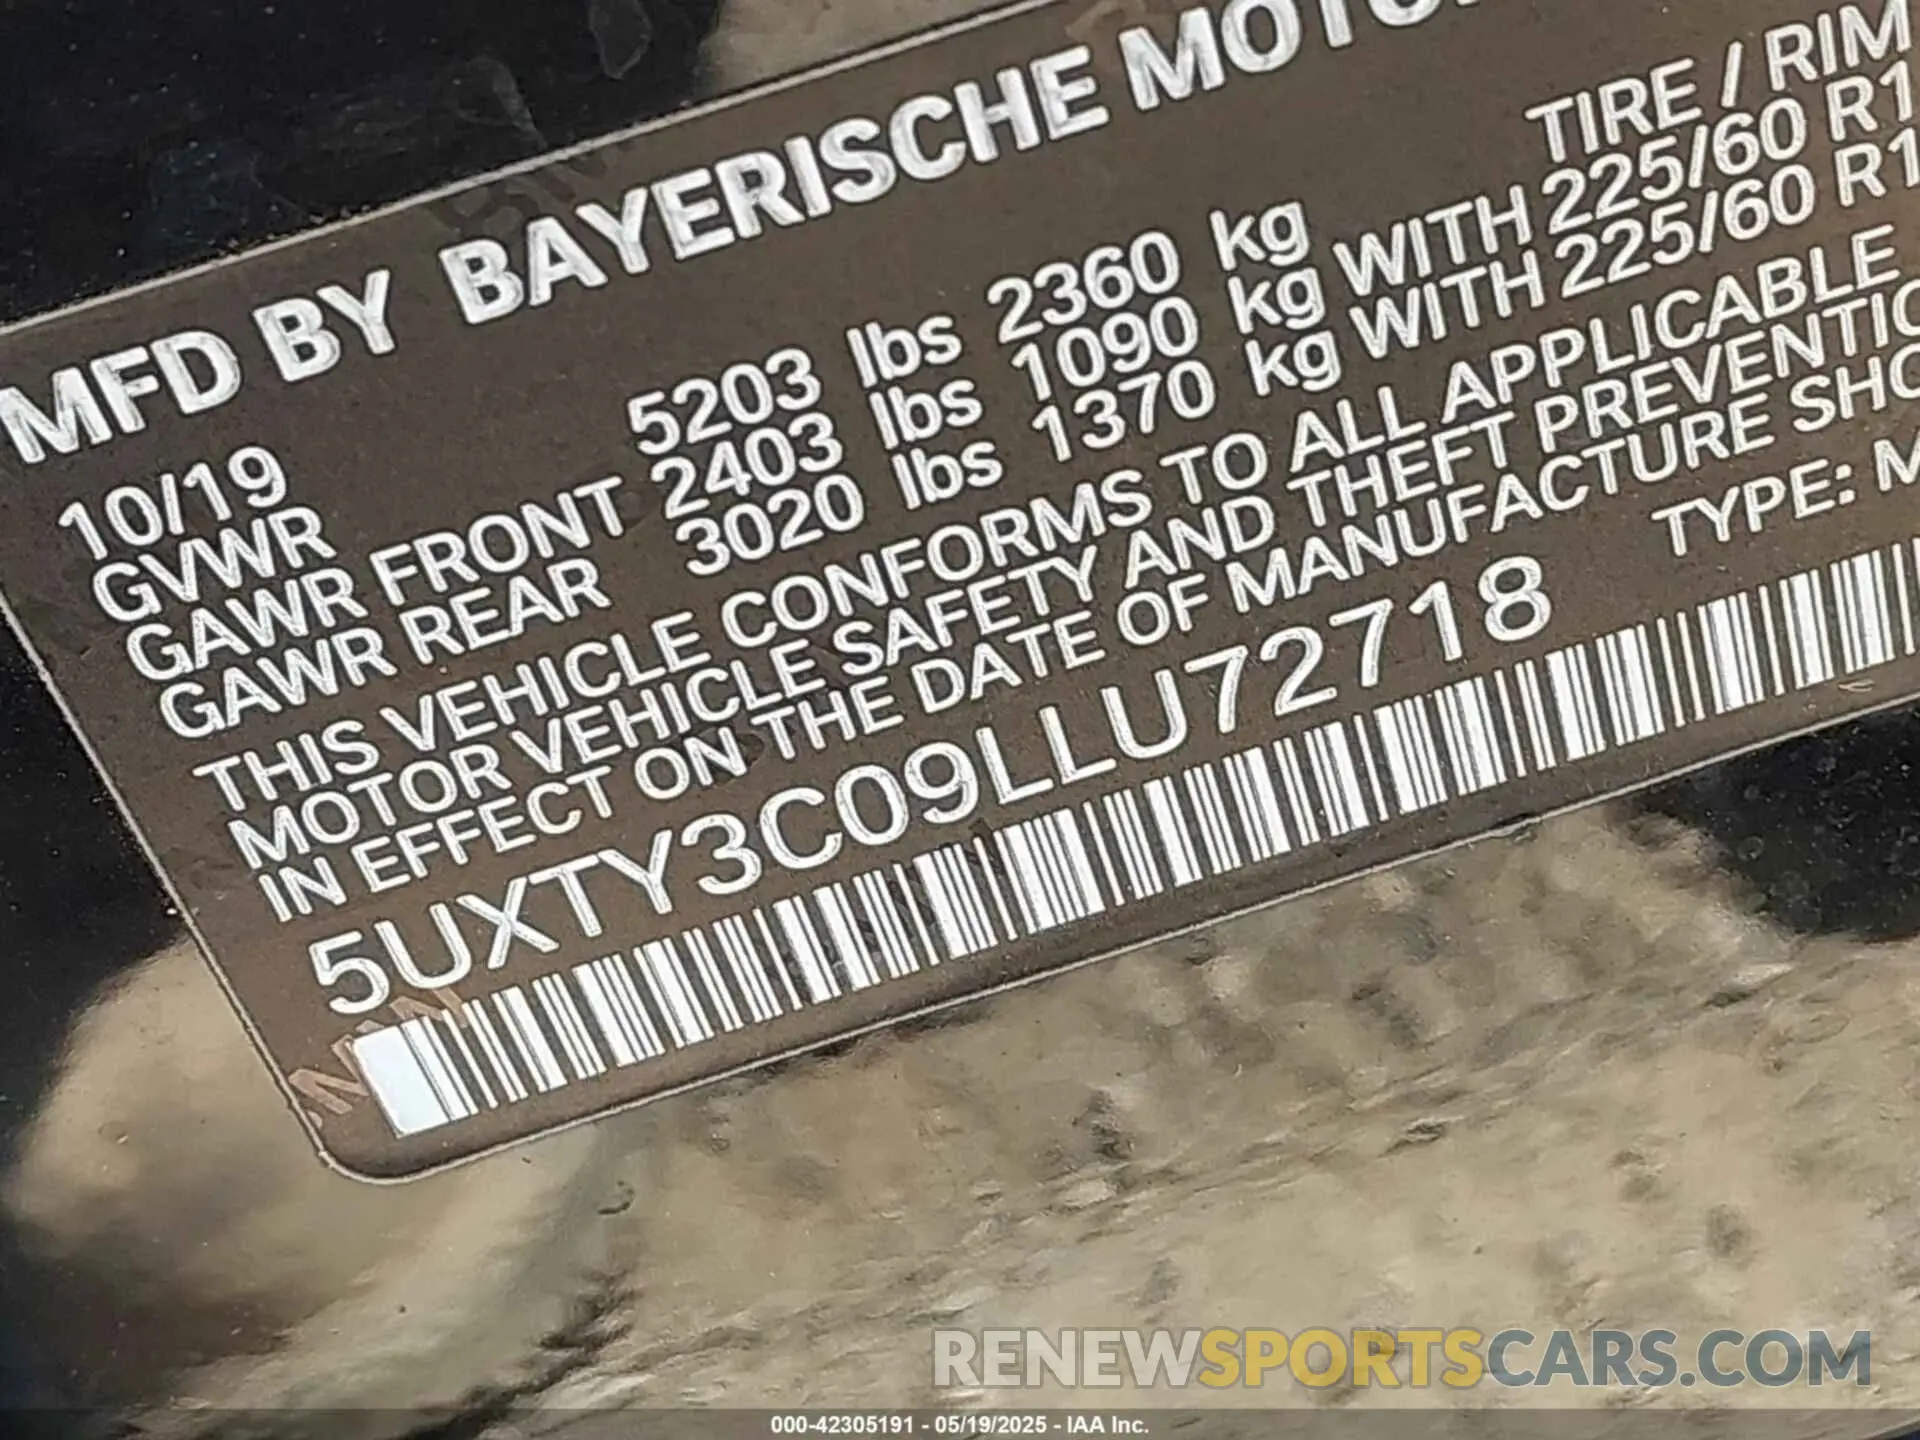 MFD BY BAYERISCHE MOTO
10/19
TIRE / RIM
GVWR 5203 lbs 2360 kg
GAWR FRONT 2403 lbs 1090 kg WITH 225/60 R1
GAWR REAR 3020 lbs 1370 kg WITH 225/60 R1
THIS VEHICLE CONFORMS TO ALL APPLICABLE
MOTOR VEHICLE SAFETY AND THEFT PREVENTIO
IN EFFECT ON THE DATE OF MANUFACTURE SHO
5UXTY3C09LLU72718 TYPE: M
RENEWSPORTSCARS.COM
000-42305191 - 05/19/2025 - IAA Inc.